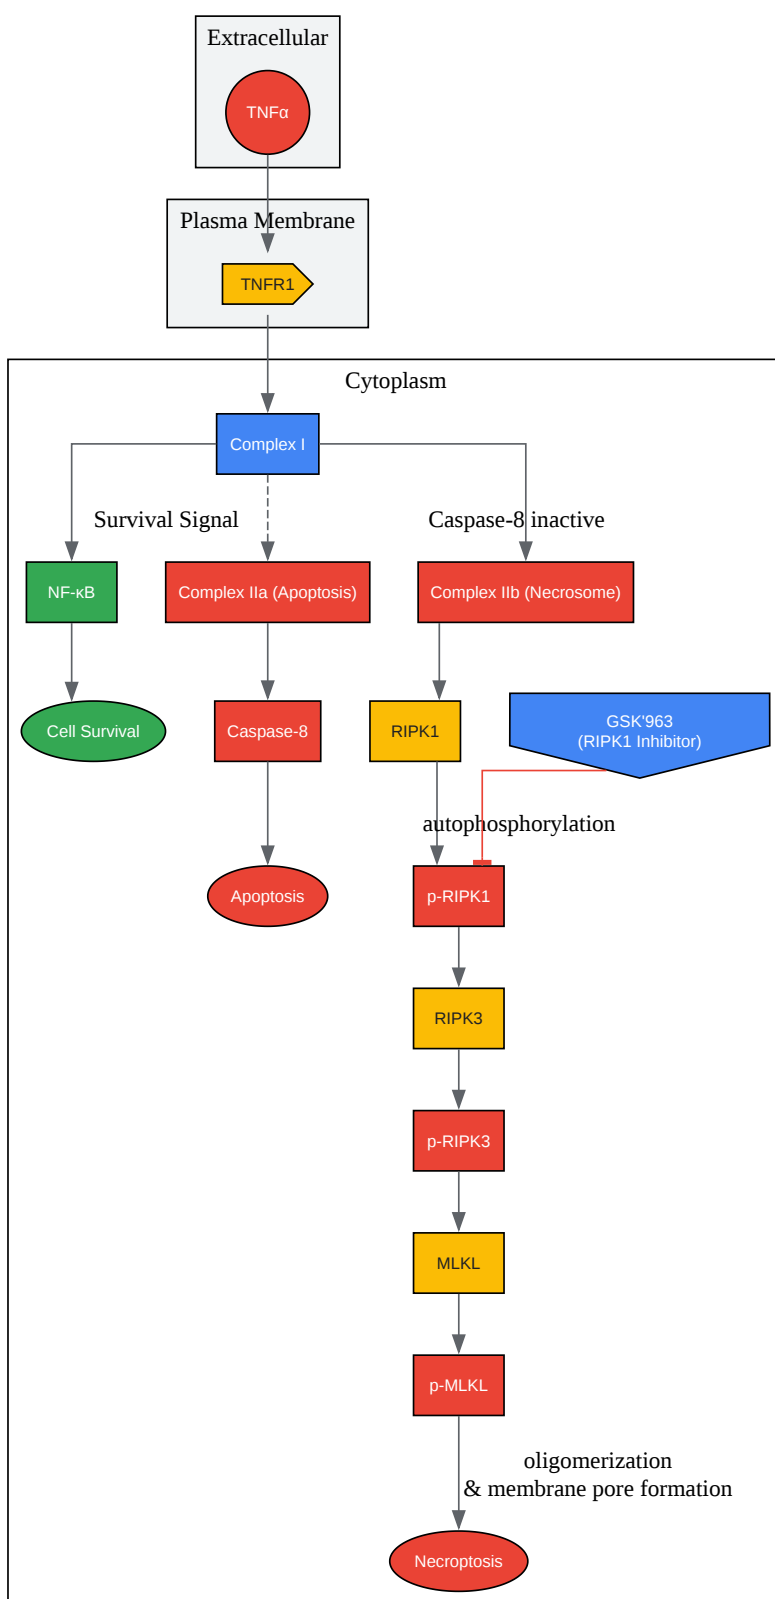 Extracellular
TNFα
Plasma Membrane
TNFR1
Cytoplasm
Complex I
Survival Signal
Caspase-8 inactive
NF-κB
Complex IIa (Apoptosis)
Complex IIb (Necrosome)
Cell Survival
Caspase-8
RIPK1
GSK'963
(RIPK1 Inhibitor)
autophosphorylation
Apoptosis
p-RIPK1
RIPK3
p-RIPK3
MLKL
p-MLKL
oligomerization
& membrane pore formation
Necroptosis